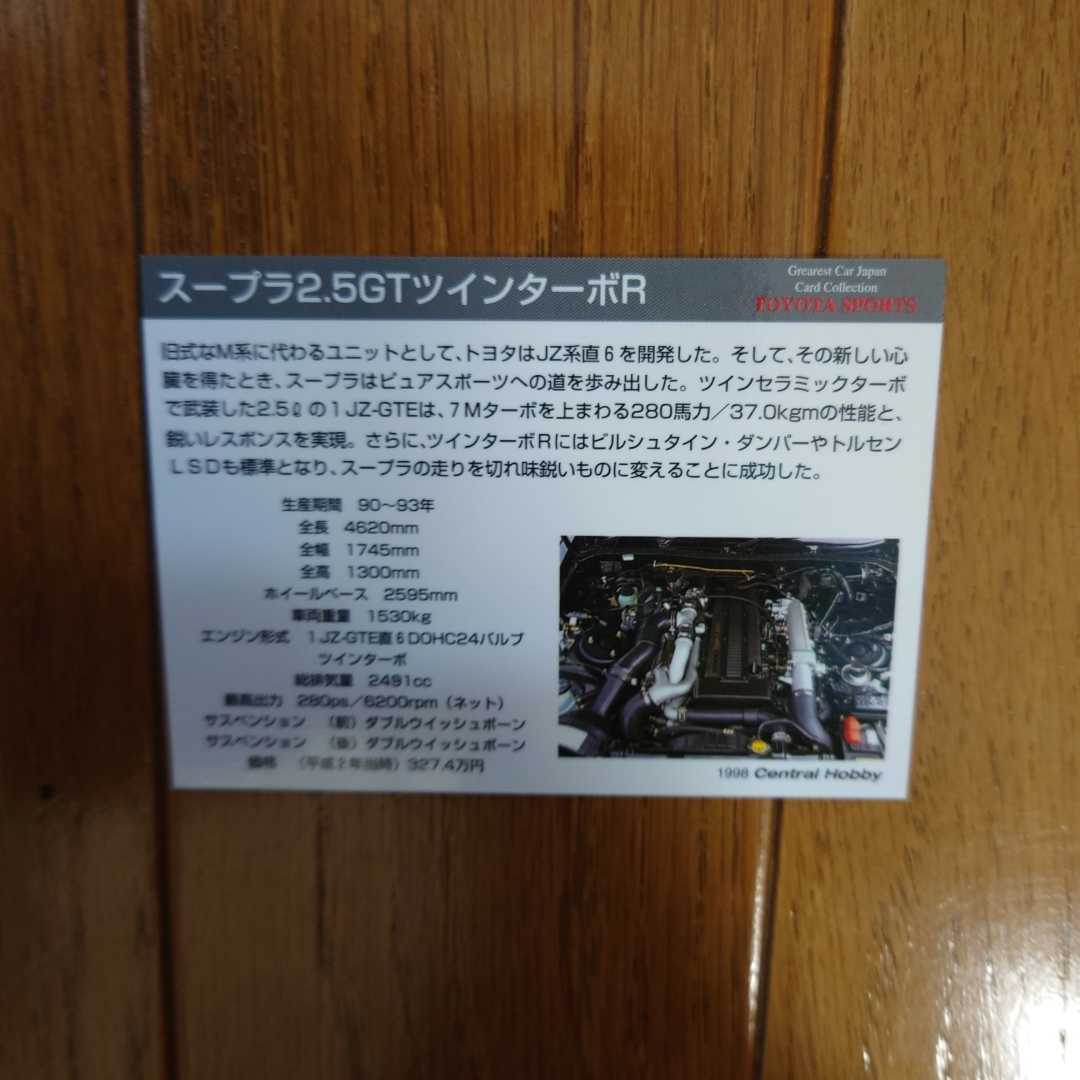 スープラ2.5GTツインターボR
Grearest Car Japan
Card Collection
TOYOTA SPORTS
旧式なM系に代わるユニットとして、トヨタはJZ系直6を開発した。そして、その新しい心
臓を得たとき、スープラはピュアスポーツへの道を歩み出した。ツインセラミックターボ
で武装した2.5ℓの1JZ-GTEは、7Mターボを上まわる280馬力／37.0kgmの性能と、
鋭いレスポンスを実現。さらに、ツインターボRにはビルシュタイン・ダンパーやトルセン
LSDも標準となり、スープラの走りを切れ味鋭いものに変えることに成功した。
生産期間 90〜93年
全長 4620mm
全幅 1745mm
全高 1300mm
ホイールベース 2595mm
車両重量 1530kg
エンジン形式 1JZ-GTE直6DOHC24バルブ
ツインターボ
総排気量 2491cc
最高出力 280ps／6200rpm（ネット）
サスペンション （前）ダブルウイッシュボーン
サスペンション （後）ダブルウイッシュボーン
価格 （平成2年当時）327.4万円
1998 Central Hobby